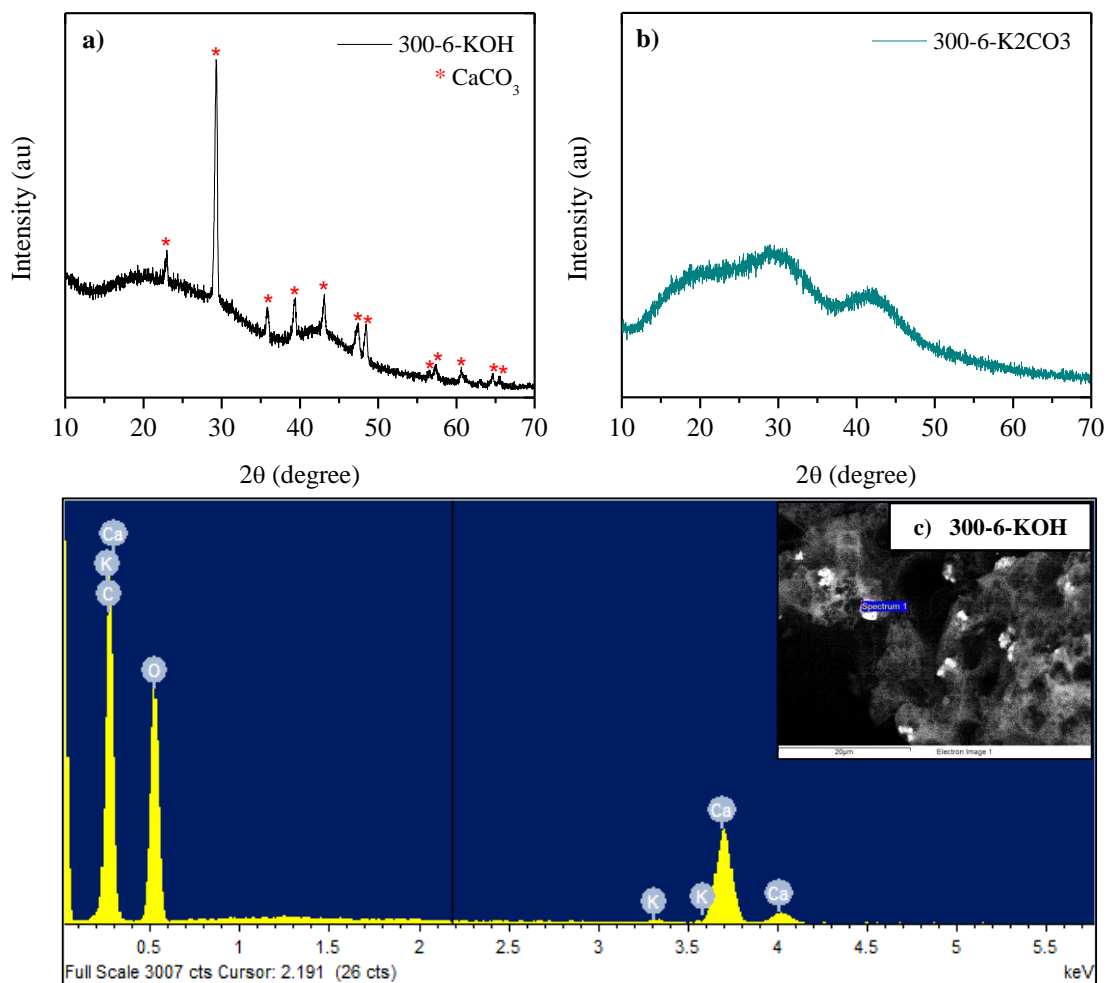 a)
300-6-KOH
* CaCO3
*
*
*
*
*
*
*
*
*
*
*
*
Intensity (au)
10 20 30 40 50 60 70
2θ (degree)
b)
300-6-K2CO3
Intensity (au)
10 20 30 40 50 60 70
2θ (degree)
c) 300-6-KOH
Spectrum 1
20µm Electron Image 1
Ca
K
C
O
K
K
Ca
Ca
0.5 1 1.5 2 2.5 3 3.5 4 4.5 5 5.5
Full Scale 3007 cts Cursor: 2.191 (26 cts) keV